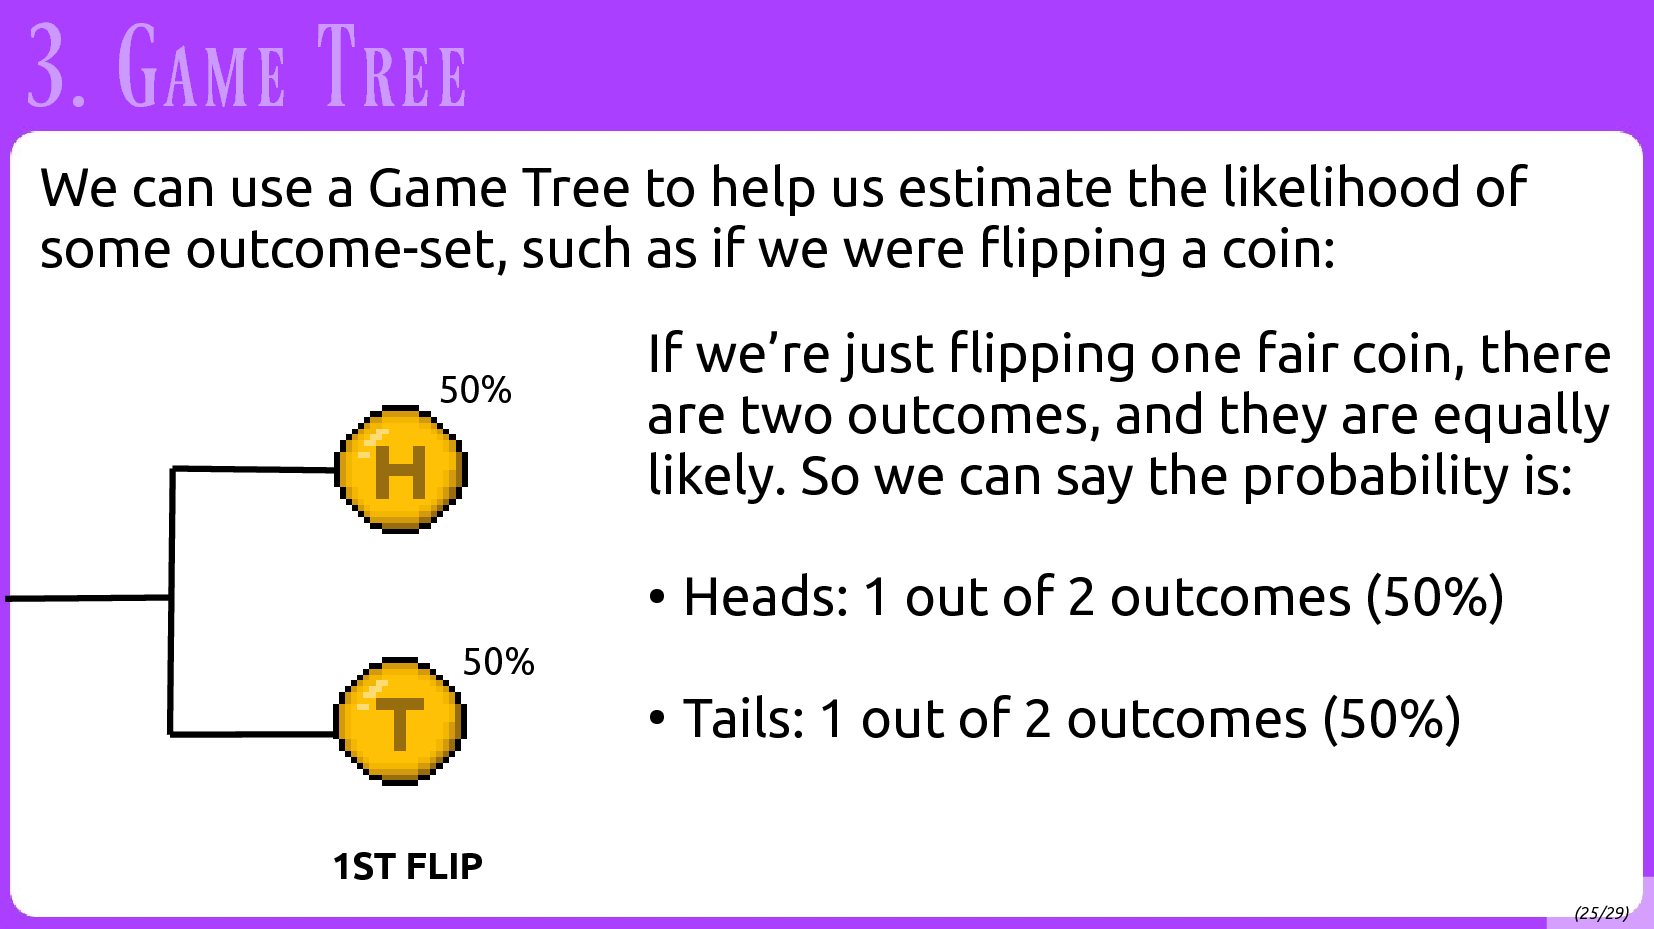 3. Game Tree
We can use a Game Tree to help us estimate the likelihood of
some outcome-set, such as if we were flipping a coin:
If we’re just flipping one fair coin, there
are two outcomes, and they are equally
likely. So we can say the probability is:
• Heads: 1 out of 2 outcomes (50%)
• Tails: 1 out of 2 outcomes (50%)
50%
H
50%
T
1ST FLIP
(25/29)